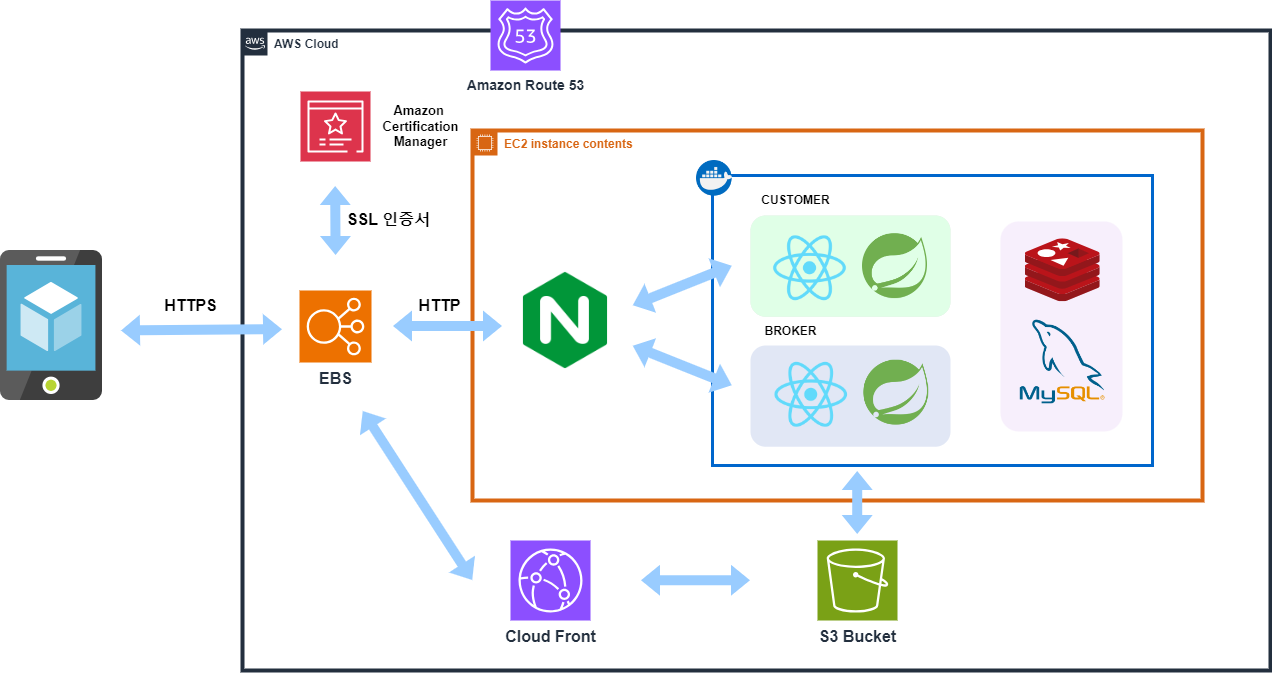 53
aws
AWS Cloud
Amazon Route 53
Amazon
Certification
Manager
EC2 instance contents
CUSTOMER
SSL 인증서
HTTPS
HTTP
N
BROKER
EBS
MySQL®
Cloud Front
S3 Bucket